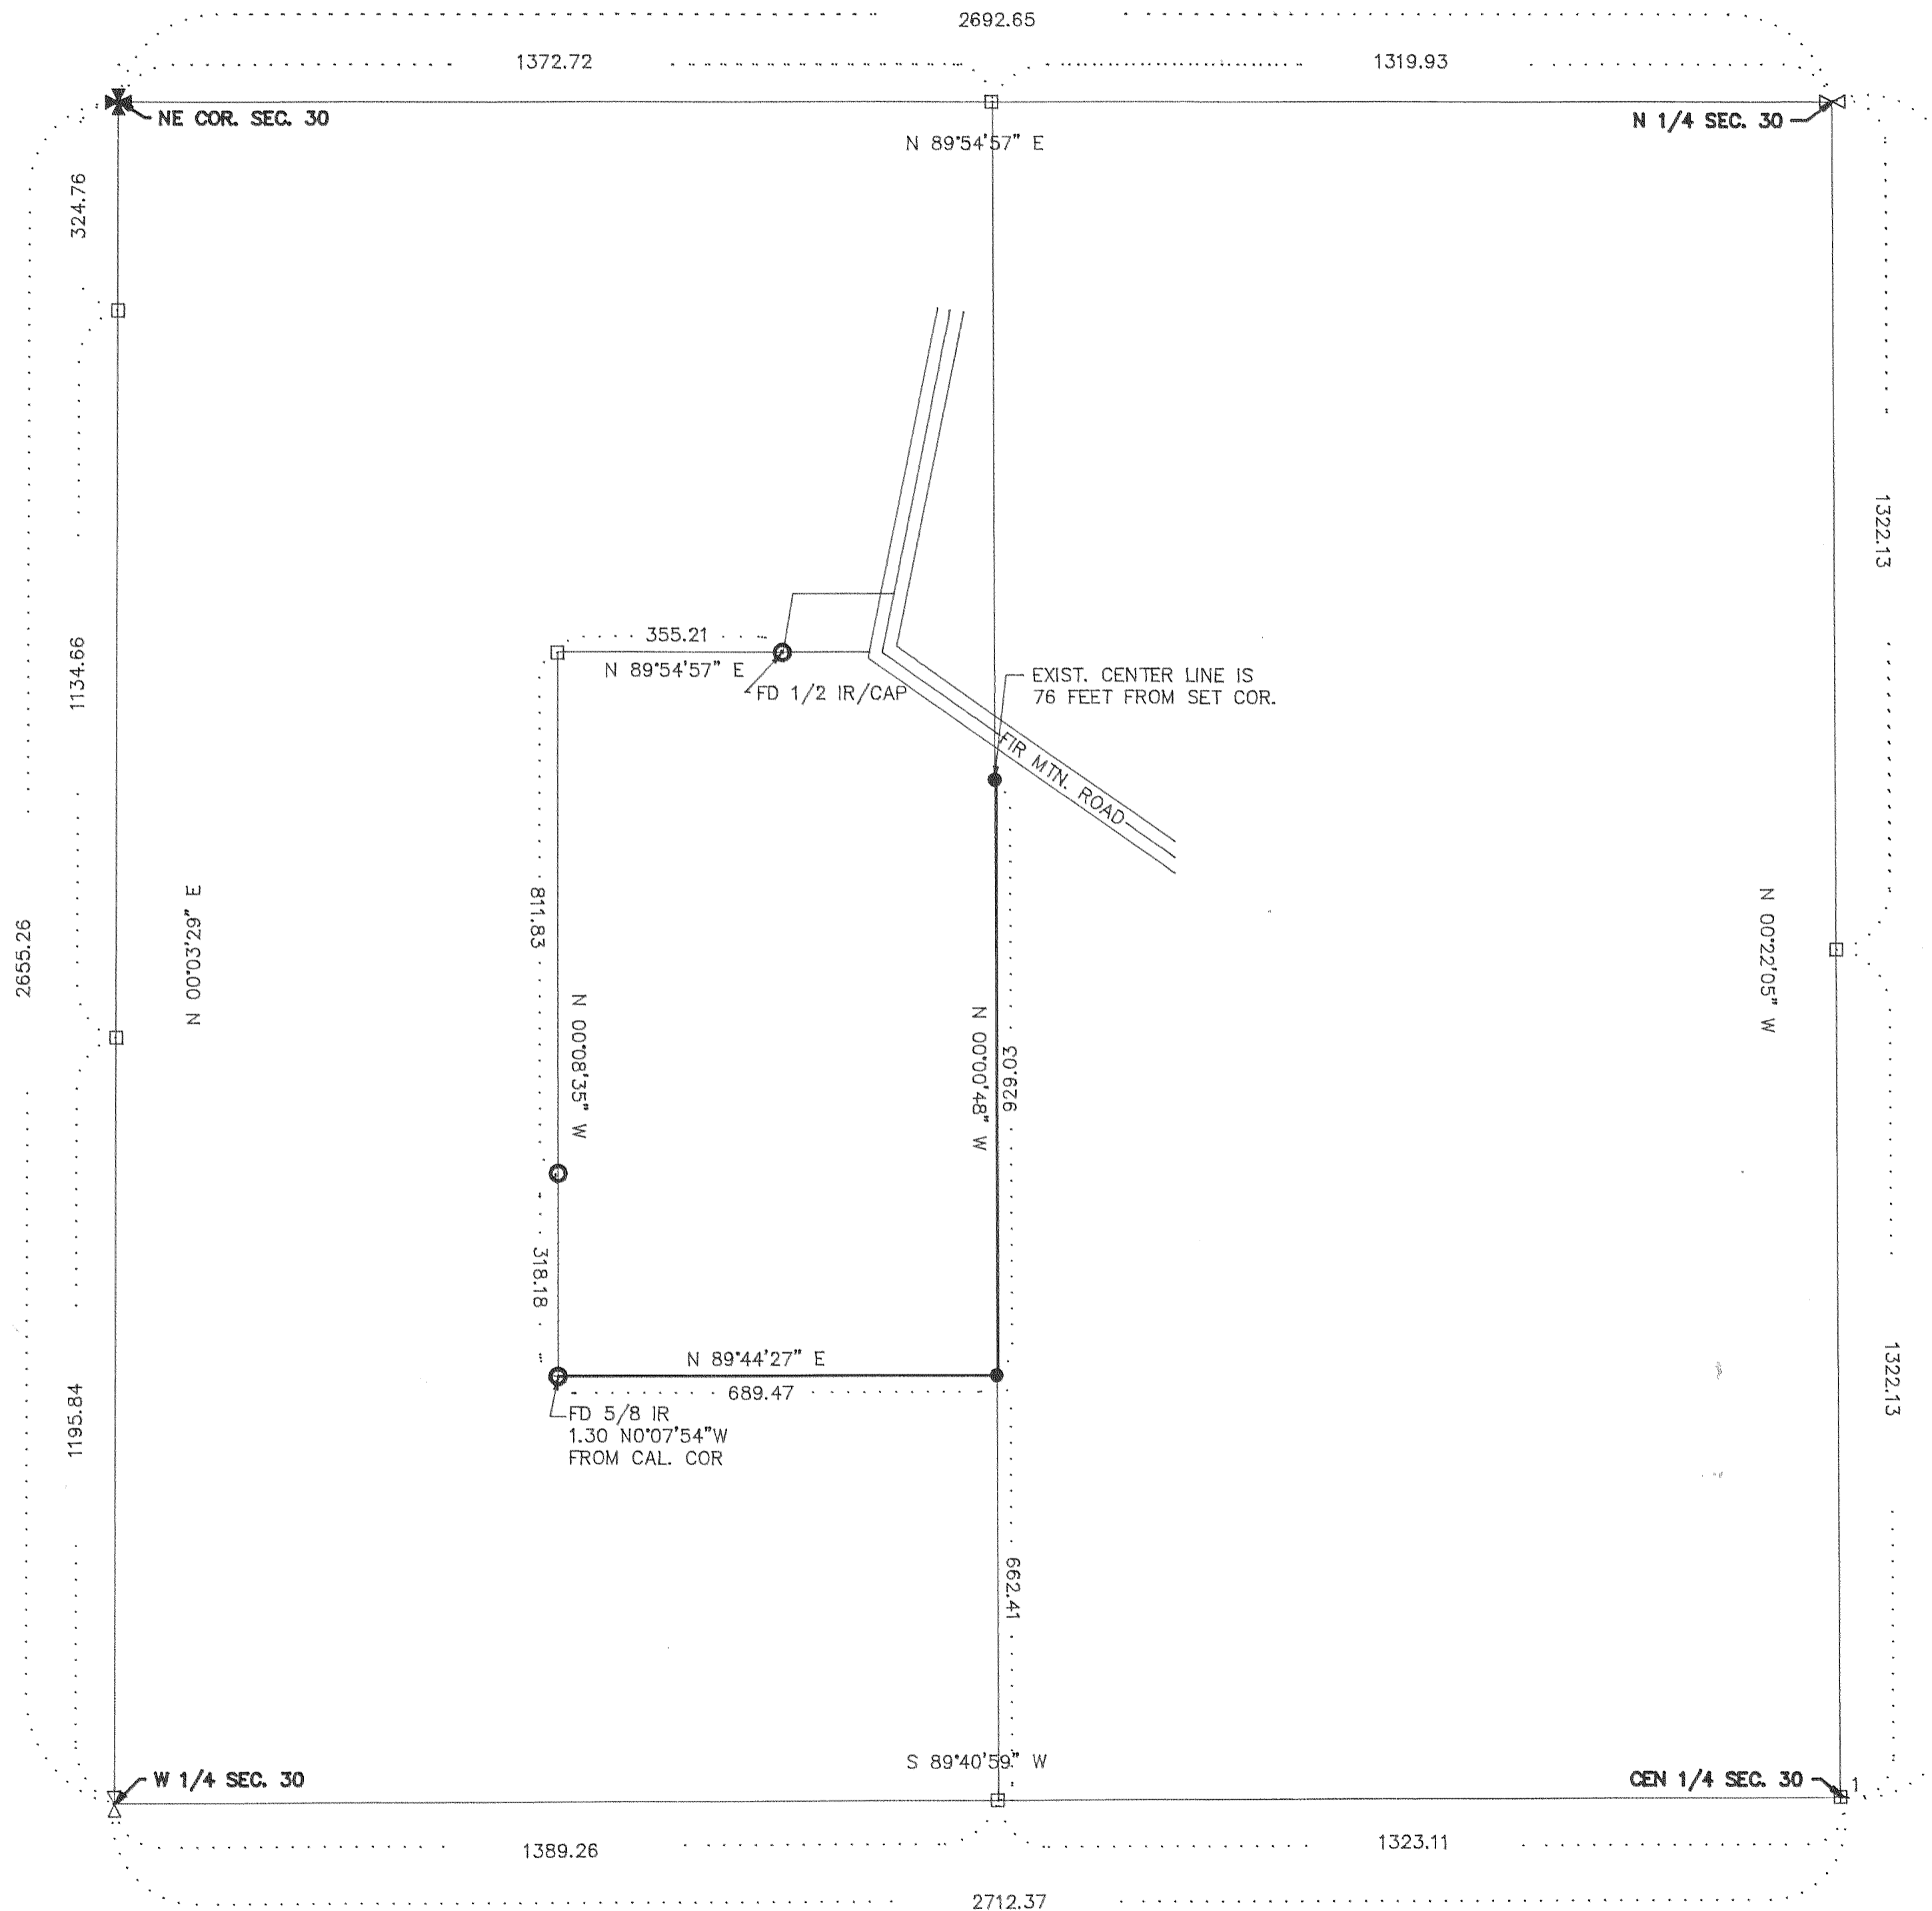 2692.65
1372.72
1319.93
NE COR. SEC. 30
N 1/4 SEC. 30
N 89°54'57" E
324.76
1322.13
355.21
N 89°54'57" E
FD 1/2 IR/CAP
1134.66
EXIST. CENTER LINE IS
76 FEET FROM SET COR.
FIR MTN. ROAD
811.83
2655.26
N 00°03'29" E
N 00°22'05" W
N 00°08'35" W
N 00°00'48" W
929.03
318.18
N 89°44'27" E
689.47
FD 5/8 IR
1.30 N0°07'54"W
FROM CAL. COR
1195.84
1322.13
662.41
S 89°40'59" W
W 1/4 SEC. 30
CEN 1/4 SEC. 30
1
1389.26
1323.11
2712.37